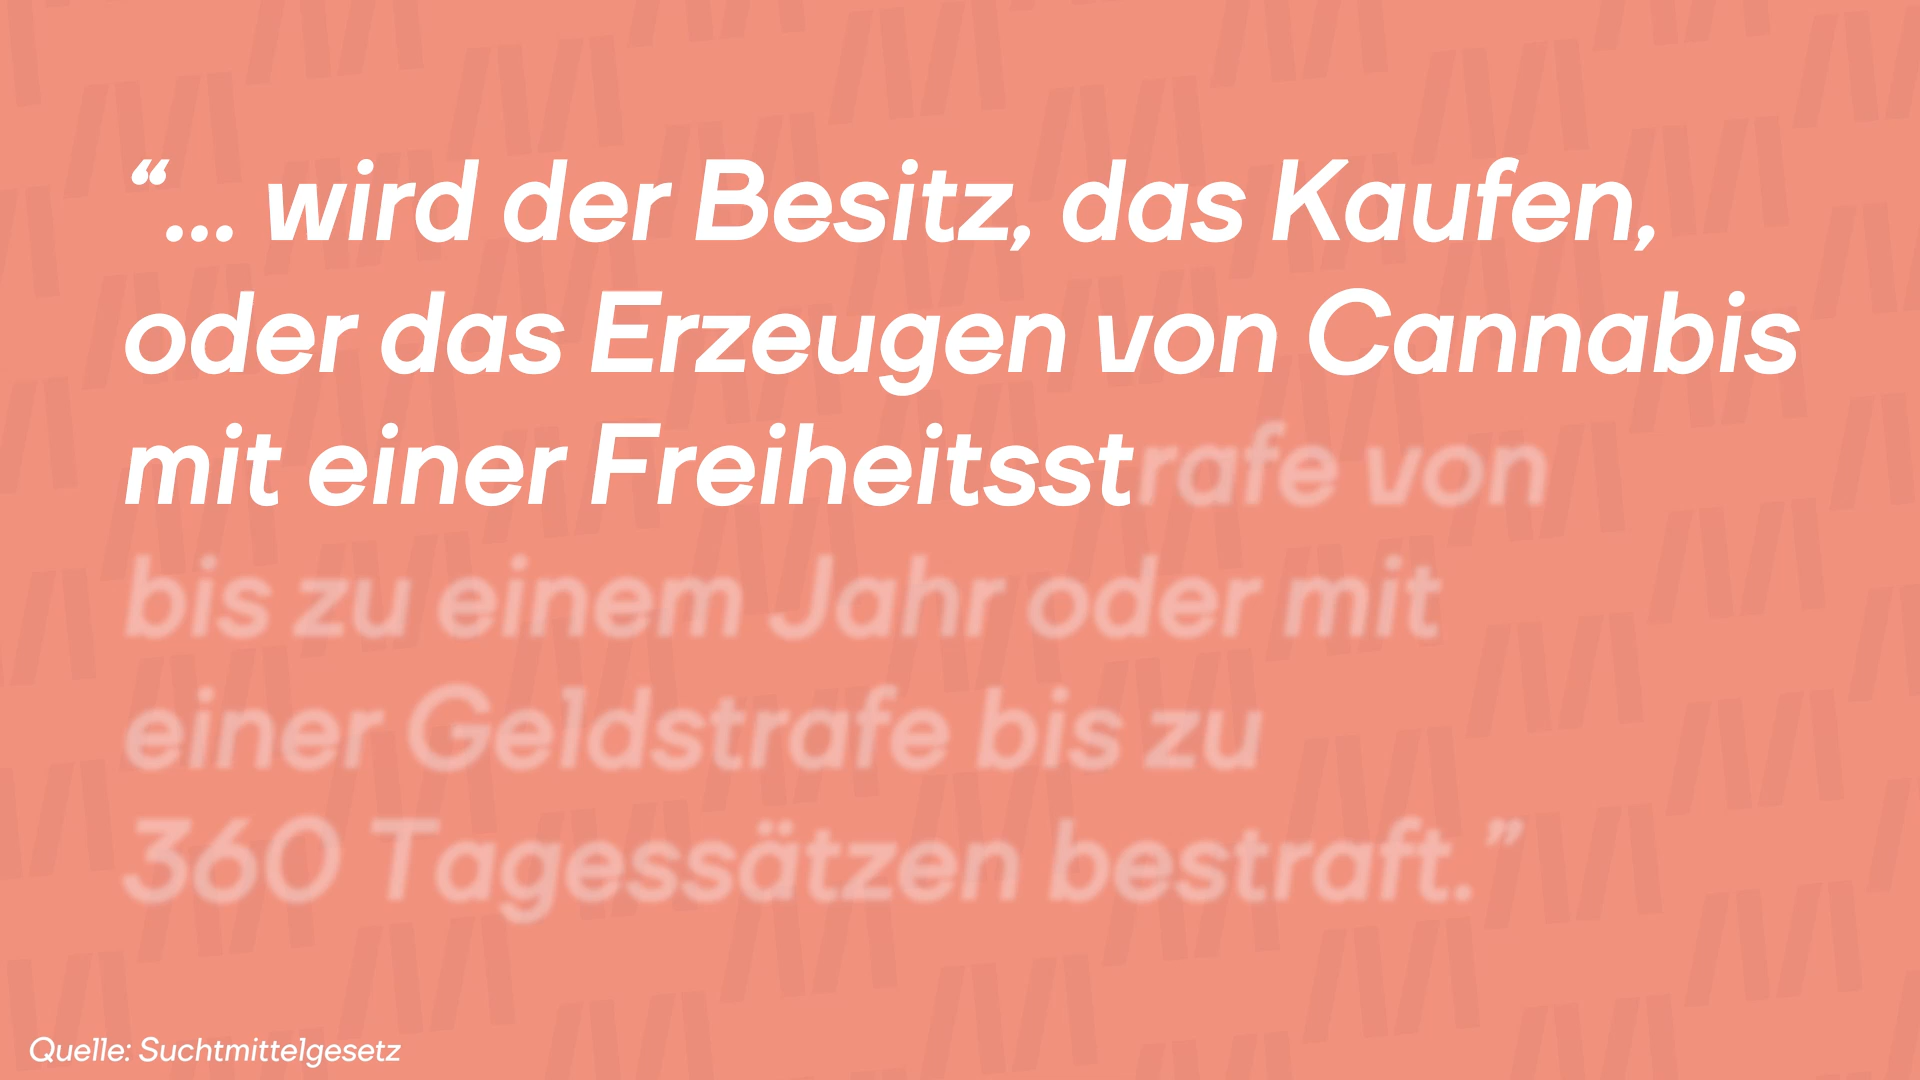 “... wird der Besitz, das Kaufen,
oder das Erzeugen von Cannabis
mit einer Freiheitsstrafe von
bis zu einem Jahr oder mit
einer Geldstrafe bis zu
360 Tagessätzen bestraft.”
Quelle: Suchtmittelgesetz